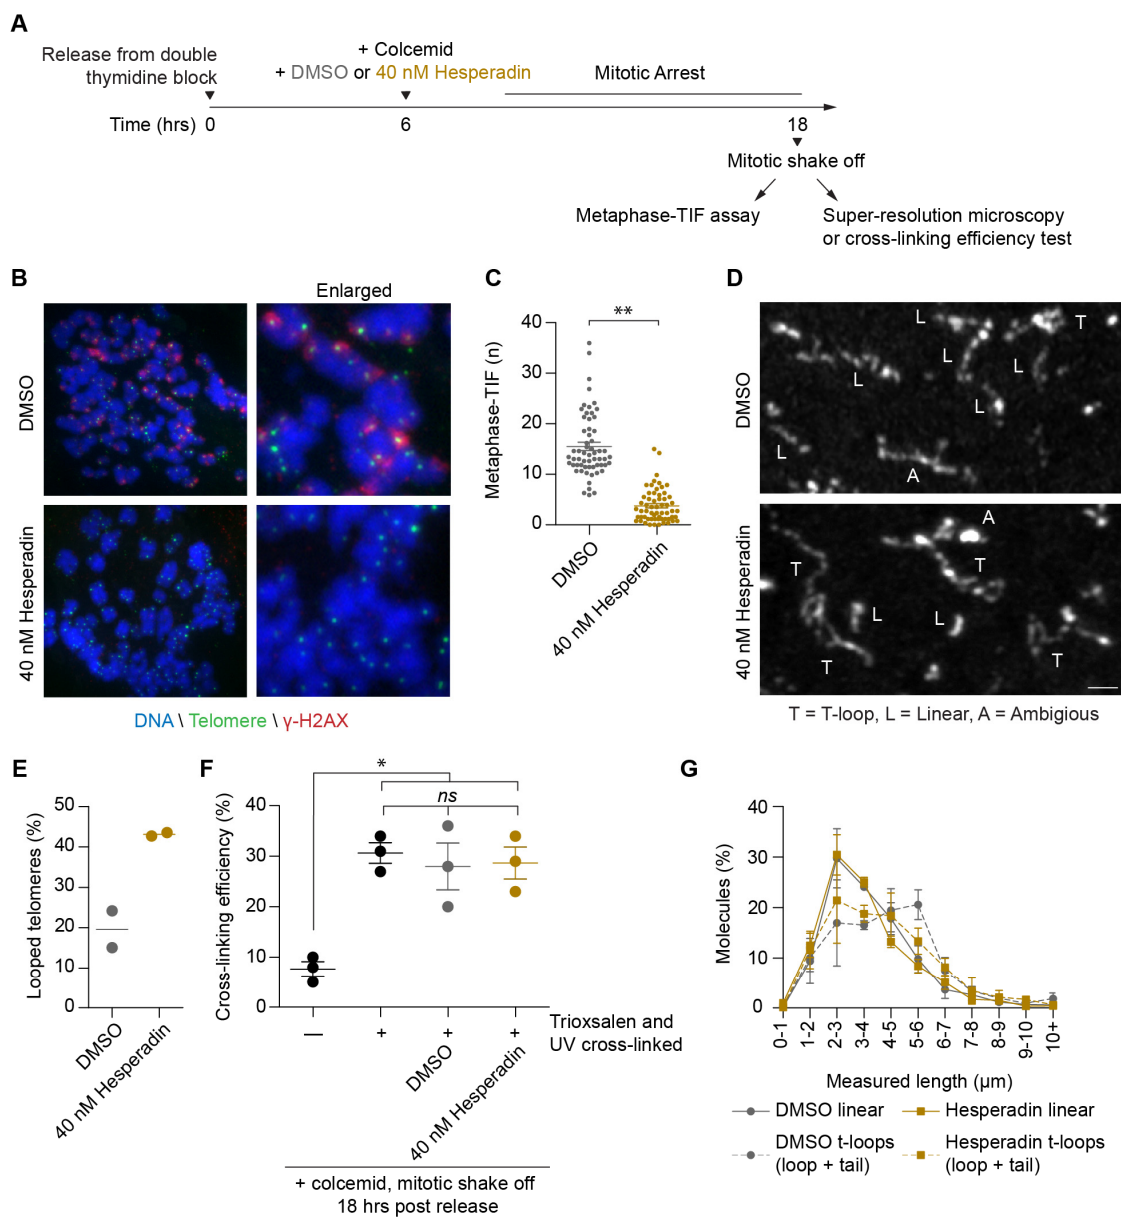 A
Release from double
thymidine block
+ Colcemid
+ DMSO or 40 nM Hesperadin
Mitotic Arrest
Time (hrs) 0 6 18
Mitotic shake off
Metaphase-TIF assay
Super-resolution microscopy
or cross-linking efficiency test
B
Enlarged
DMSO
40 nM Hesperadin
DNA \ Telomere \ γ-H2AX
C
Metaphase-TIF (n)
40
30
20
10
0
**
DMSO
40 nM Hesperadin
D
DMSO
L
T
L
L
L
L
L
A
40 nM Hesperadin
A
T
T
L
L
T
T
T = T-loop, L = Linear, A = Ambigious
E
Looped telomeres (%)
50
40
30
20
10
0
DMSO
40 nM Hesperadin
F
Cross-linking efficiency (%)
40
30
20
10
0
*
ns
— + + +
Trioxsalen and
UV cross-linked
DMSO
40 nM Hesperadin
+ colcemid, mitotic shake off
18 hrs post release
G
Molecules (%)
40
30
20
10
0
0-1
1-2
2-3
3-4
4-5
5-6
6-7
7-8
8-9
9-10
10+
Measured length (µm)
DMSO linear
Hesperadin linear
DMSO t-loops
(loop + tail)
Hesperadin t-loops
(loop + tail)